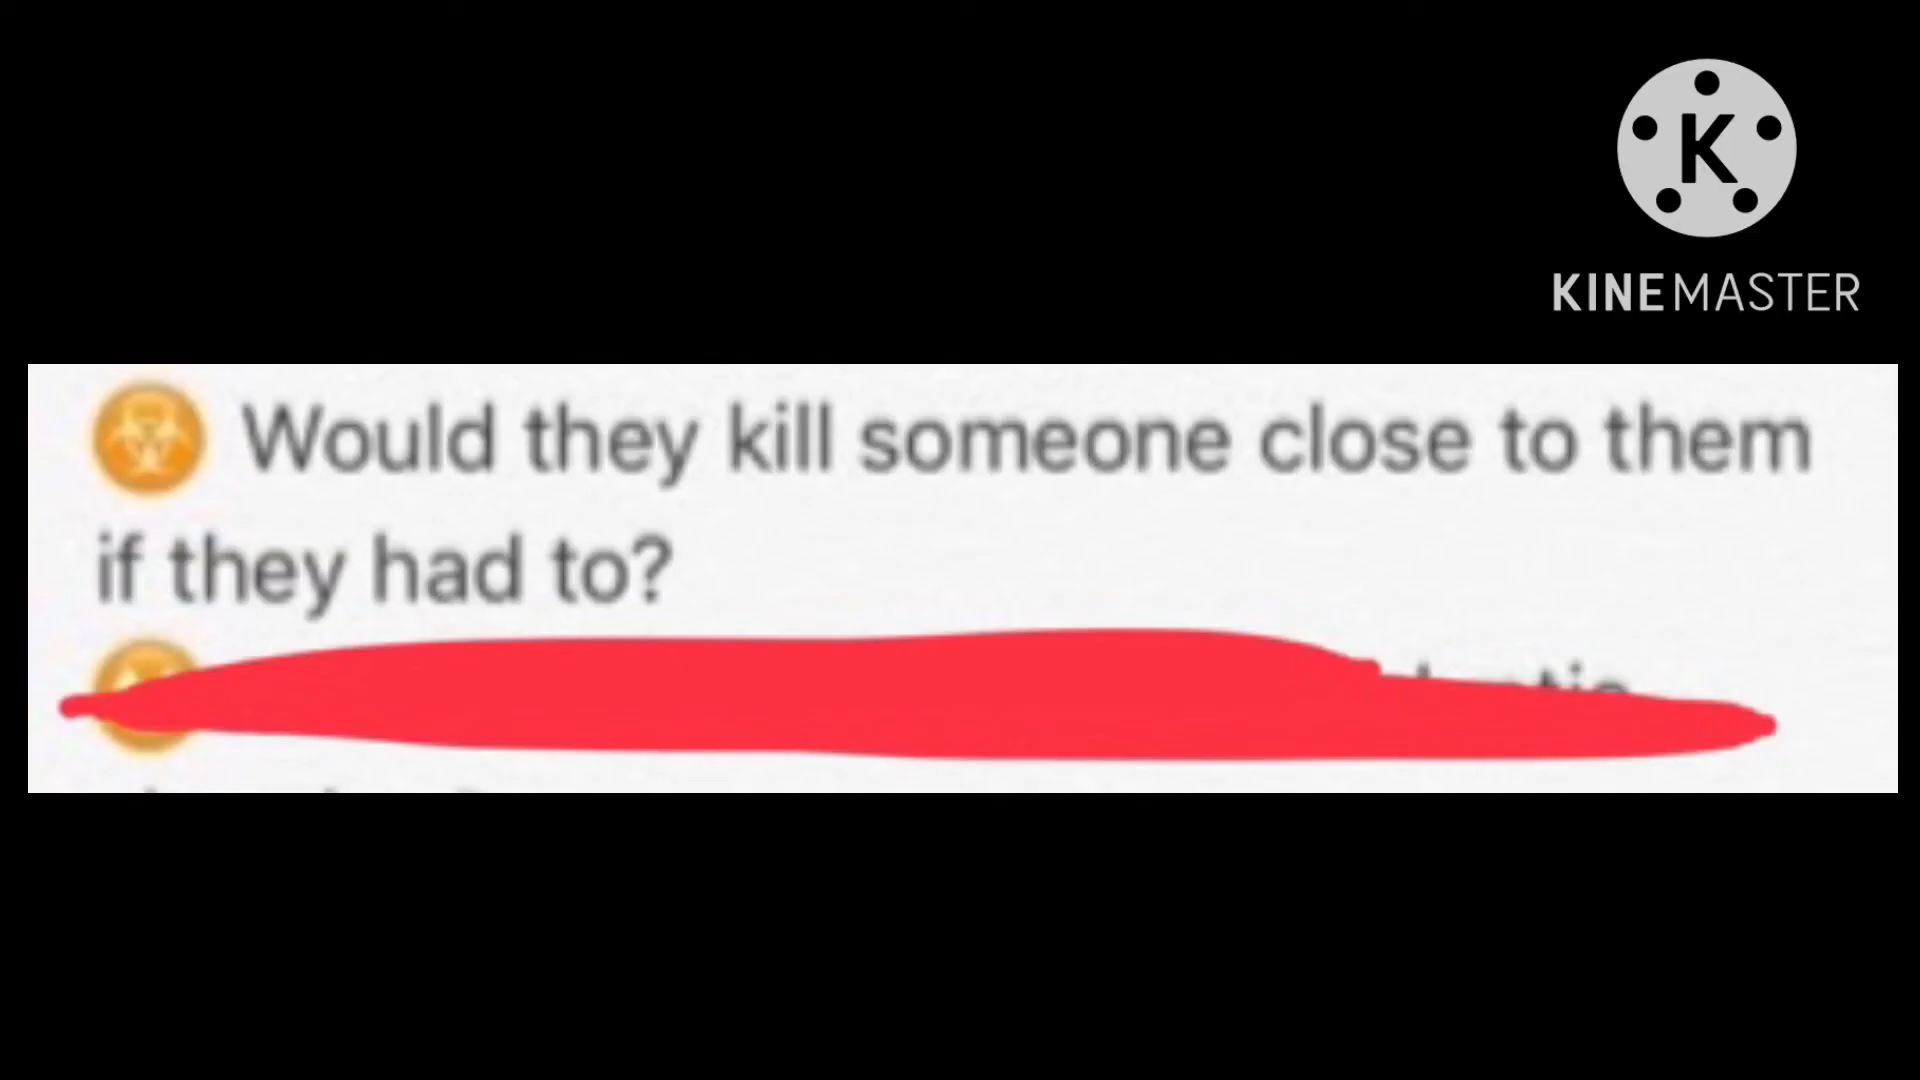 K
KINEMASTER
☣️ Would they kill someone close to them
if they had to?